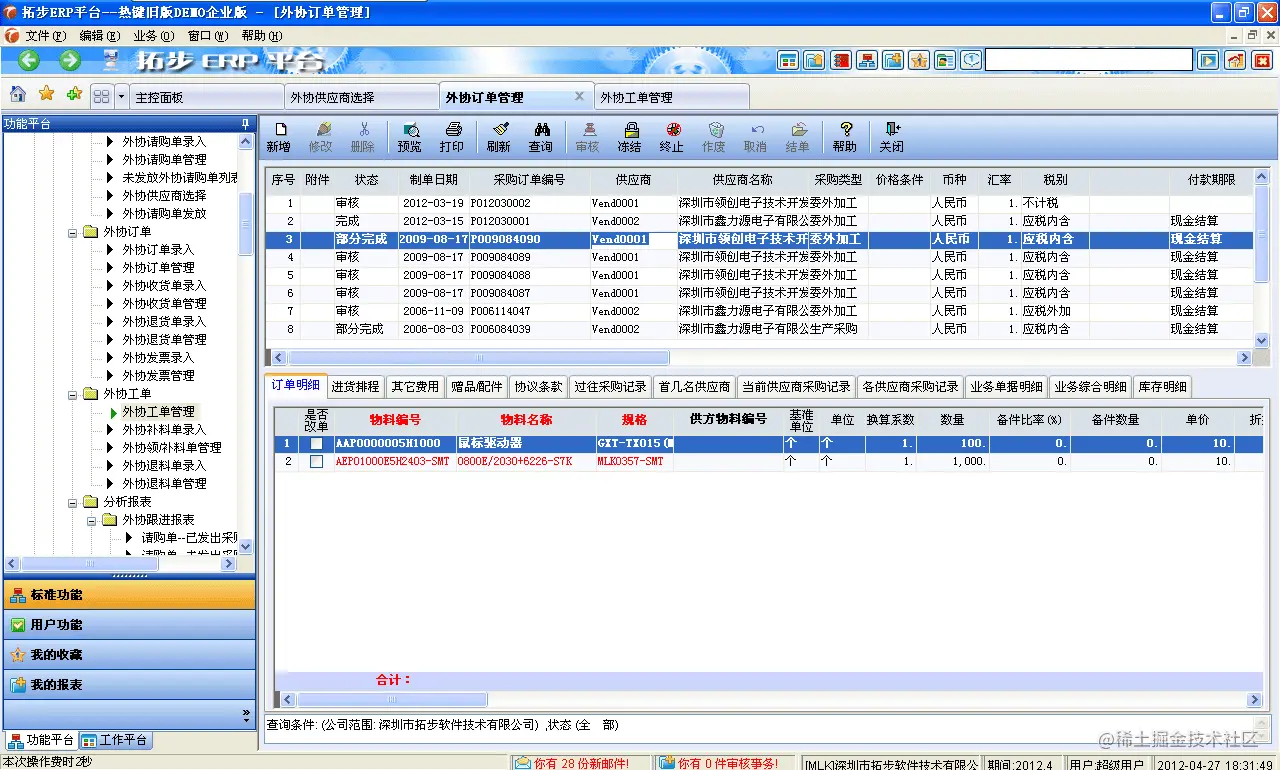 拓步ERP平台--热键旧版DEMO企业版 - [外协订单管理]
文件(F) 编辑(E) 业务(O) 窗口(W) 帮助(H)
拓步 ERP 平台
主控面板 外协供应商选择 外协订单管理 外协工单管理
功能平台
外协请购单录入
外协请购单管理
未发放外协请购单列表
外协供应商选择
外协请购单发放
外协订单
外协订单录入
外协订单管理
外协收货单录入
外协收货单管理
外协退货单录入
外协退货单管理
外协发票录入
外协发票管理
外协工单
外协工单管理
外协补料单录入
外协领/补料单管理
外协退料单录入
外协退料单管理
分析报表
外协跟进报表
请购单--已发出采
标准功能
用户功能
我的收藏
我的报表
功能平台 工作平台
新增 修改 删除 预览 打印 刷新 查询 审核 冻结 终止 作废 取消 结单 帮助 关闭
序号 附件 状态 制单日期 采购订单编号 供应商 供应商名称 采购类型 价格条件 币种 汇率 税别 付款期限
1 审核 2012-03-19 P012030002 Vend0001 深圳市领创电子技术开发 委外加工 人民币 1. 不计税
2 完成 2012-03-15 P012030001 Vend0002 深圳市鑫力源电子有限公 委外加工 人民币 1. 应税内含 现金结算
3 部分完成 2009-08-17 P009084090 Vend0001 深圳市领创电子技术开 委外加工 人民币 1. 应税内含 现金结算
4 审核 2009-08-17 P009084089 Vend0001 深圳市领创电子技术开发 委外加工 人民币 1. 应税内含 现金结算
5 审核 2009-08-17 P009084088 Vend0001 深圳市领创电子技术开发 委外加工 人民币 1. 应税内含 现金结算
6 审核 2009-08-17 P009084087 Vend0001 深圳市领创电子技术开发 委外加工 人民币 1. 应税内含 现金结算
7 审核 2006-11-09 P006114047 Vend0002 深圳市鑫力源电子有限公 委外加工 人民币 1. 应税外加 现金结算
8 部分完成 2006-08-03 P006084039 Vend0002 深圳市鑫力源电子有限公 生产采购 人民币 1. 应税内含 现金结算
订单明细 进货排程 其它费用 赠品/配件 协议条款 过往采购记录 首几名供应商 当前供应商采购记录 各供应商采购记录 业务单据明细 业务综合明细 库存明细
是否改单 物料编号 物料名称 规格 供方物料编号 基准单位 单位 换算系数 数量 备件比率(%) 备件数量 单价 折
1 AAP0000005H1000 鼠标驱动器 GXT-TX015( 个 个 1. 100. 0. 0. 10.
2 AEP01000E5H2403-SMT 0800E/2030+6226-S7K MLK0357-SMT 个 个 1. 1,000. 0. 0. 10.
合计：
查询条件: (公司范围: 深圳市拓步软件技术有限公司) ,状态(全 部)
@稀土掘金技术社区
本次操作费时2秒 你有 28 份新邮件! 你有 0 件审核事务! [MLK]深圳市拓步软件技术有限公 期间:2012.4 用户:超级用户 2012-04-27 18:31:49